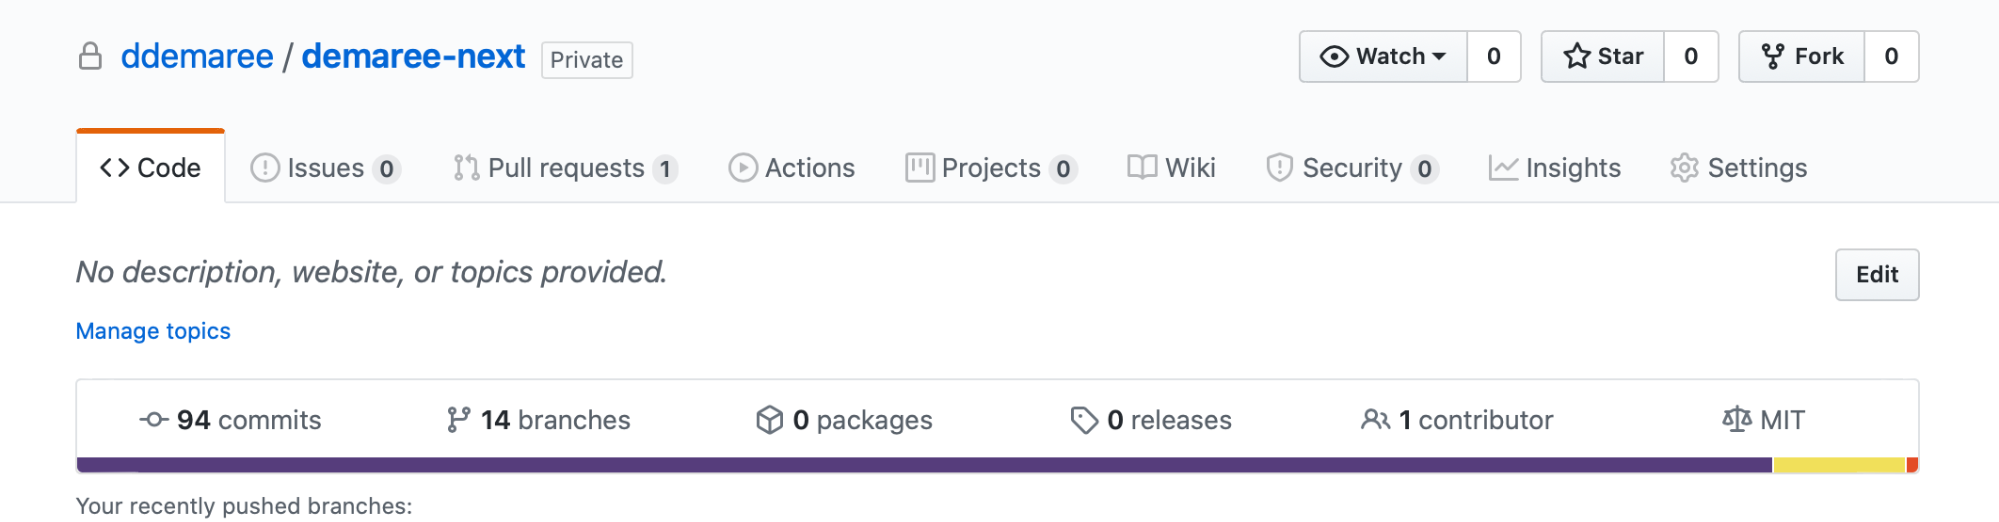 ddemaree / demaree-next Private Watch 0 Star 0 Fork 0
Code Issues 0 Pull requests 1 Actions Projects 0 Wiki Security 0 Insights Settings
No description, website, or topics provided. Edit
Manage topics
94 commits 14 branches 0 packages 0 releases 1 contributor MIT
Your recently pushed branches: